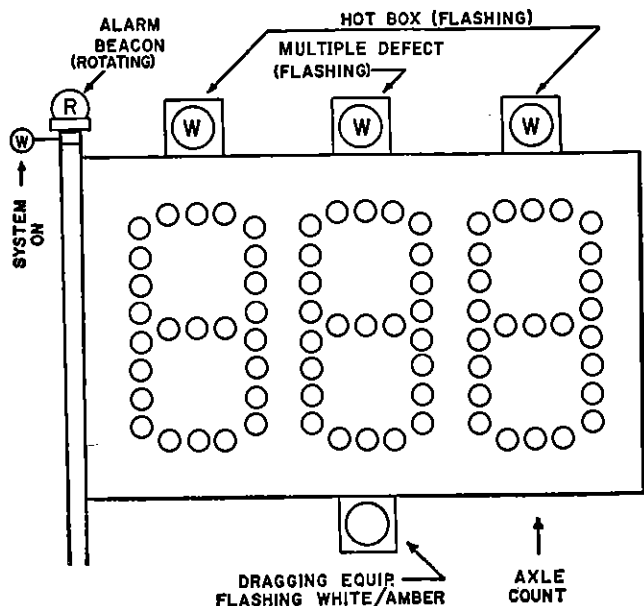 ALARM
BEACON
(ROTATING)
HOT BOX (FLASHING)
MULTIPLE DEFECT
(FLASHING)
R
W
W
W
W
SYSTEM
ON
DRAGGING EQUIP.
FLASHING WHITE/AMBER
AXLE
COUNT